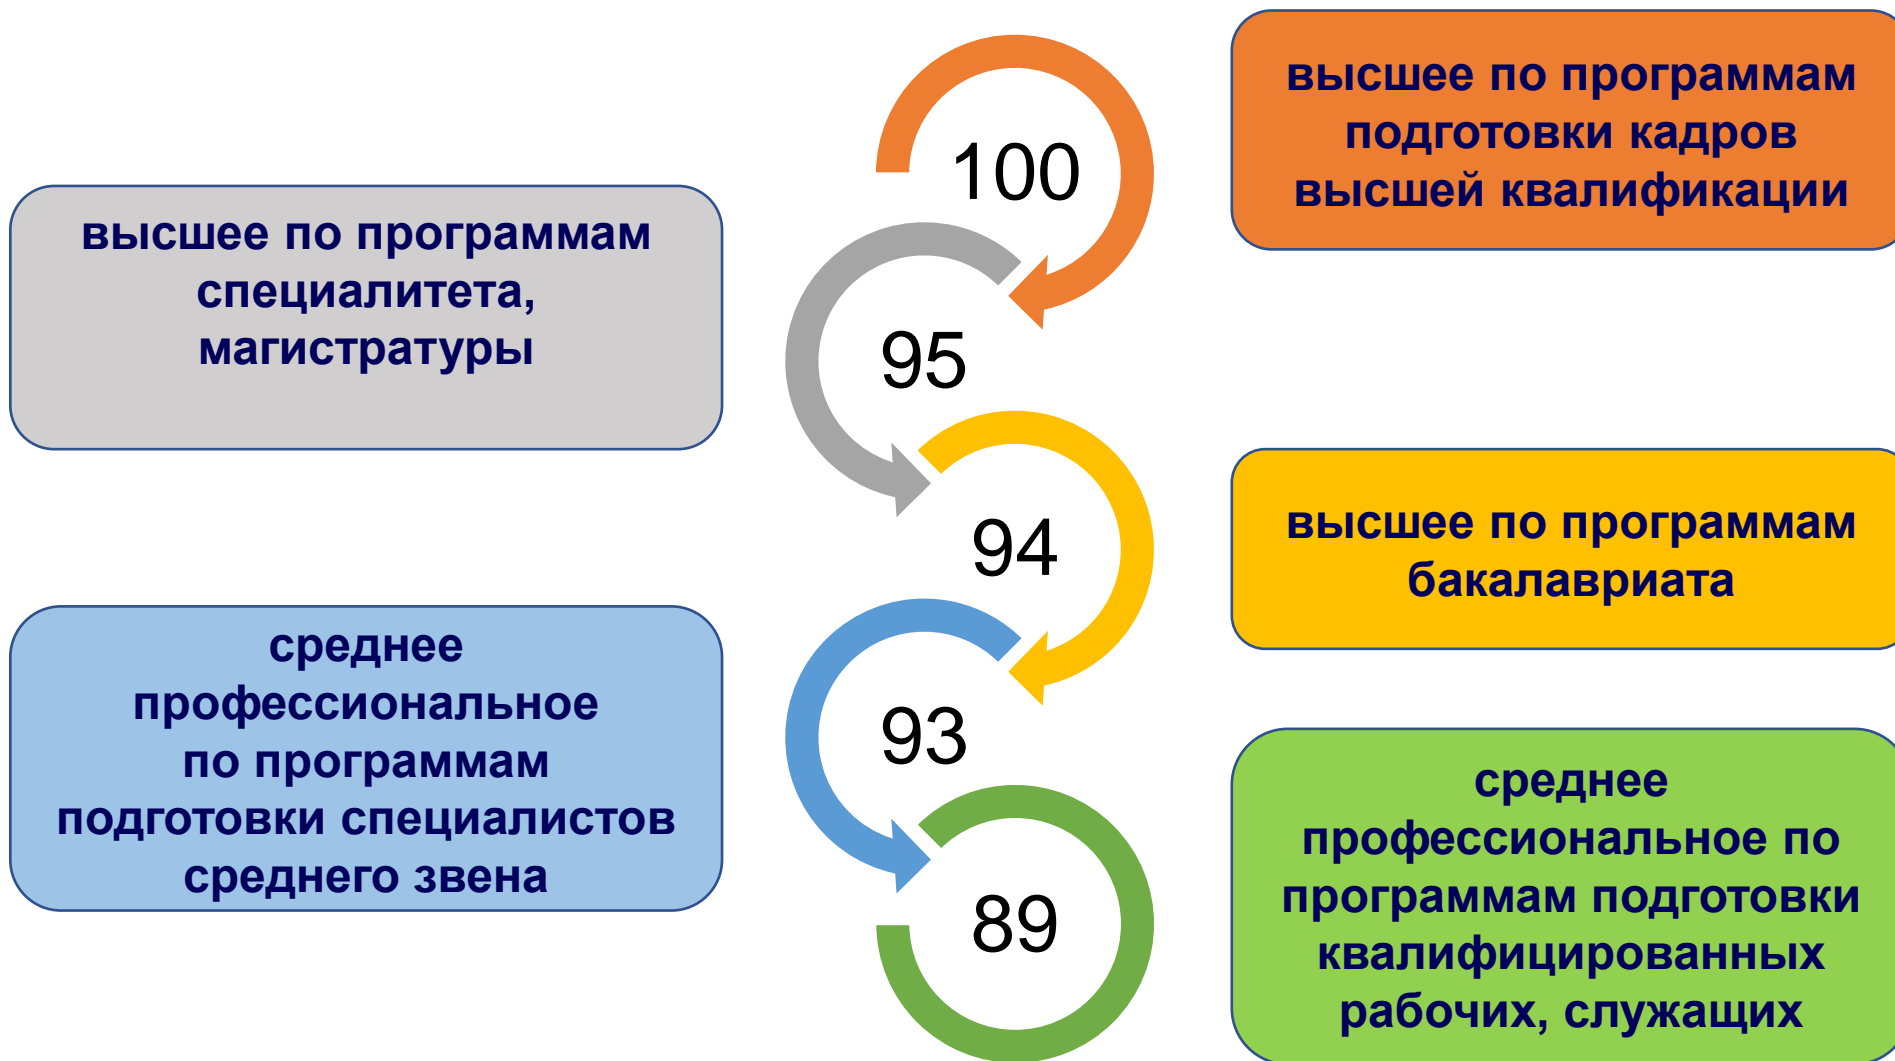 100
высшее по программам
подготовки кадров
высшей квалификации
высшее по программам
специалитета,
магистратуры
95
94
высшее по программам
бакалавриата
среднее
профессиональное
по программам
подготовки специалистов
среднего звена
93
89
среднее
профессиональное по
программам подготовки
квалифицированных
рабочих, служащих